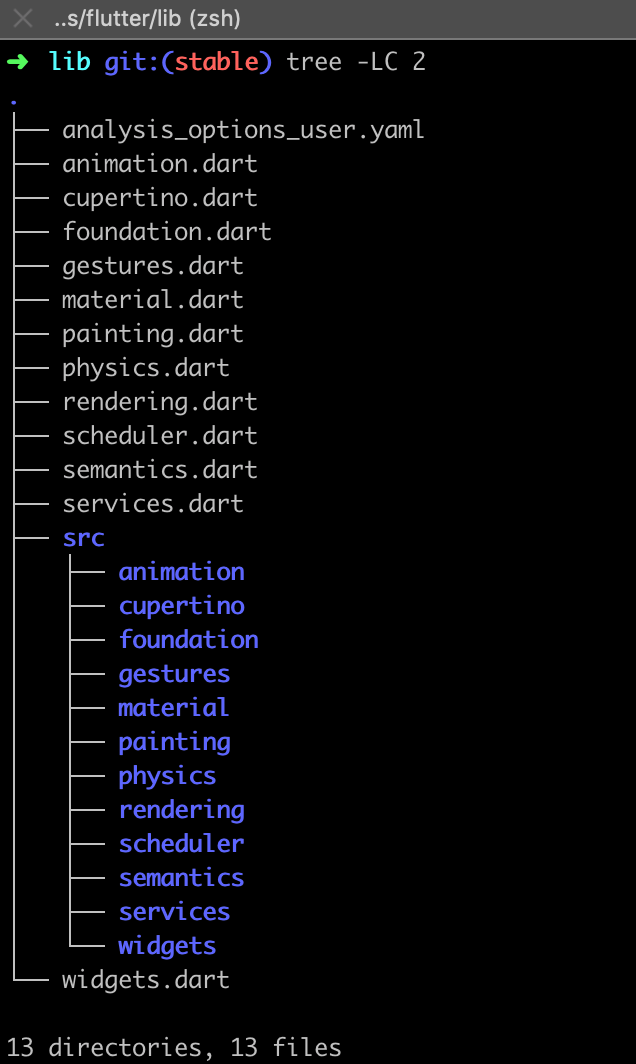 ..s/flutter/lib (zsh)
➜ lib git:(stable) tree -LC 2
.
├── analysis_options_user.yaml
├── animation.dart
├── cupertino.dart
├── foundation.dart
├── gestures.dart
├── material.dart
├── painting.dart
├── physics.dart
├── rendering.dart
├── scheduler.dart
├── semantics.dart
├── services.dart
├── src
│   ├── animation
│   ├── cupertino
│   ├── foundation
│   ├── gestures
│   ├── material
│   ├── painting
│   ├── physics
│   ├── rendering
│   ├── scheduler
│   ├── semantics
│   ├── services
│   └── widgets
└── widgets.dart
13 directories, 13 files